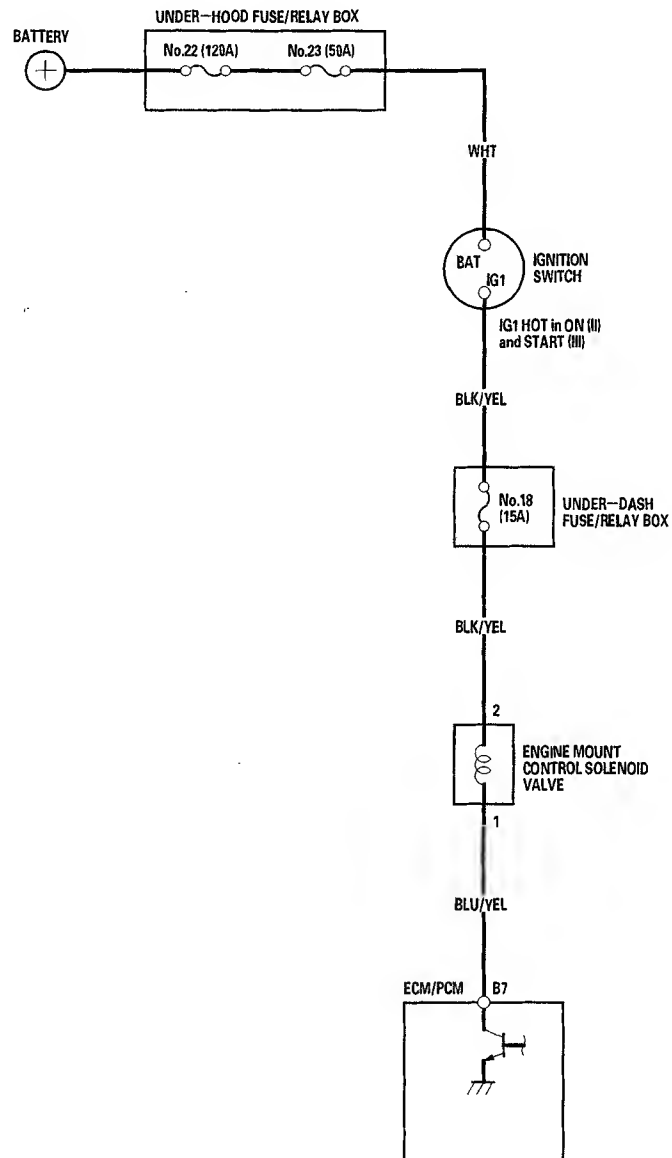 UNDER-HOOD FUSE/RELAY BOX
BATTERY
No.22 (120A)
No.23 (50A)
WHT
BAT
IG1
IGNITION
SWITCH
IG1 HOT in ON (II)
and START (III)
BLK/YEL
No.18
(15A)
UNDER-DASH
FUSE/RELAY BOX
BLK/YEL
2
ENGINE MOUNT
CONTROL SOLENOID
VALVE
1
BLU/YEL
ECM/PCM
B7